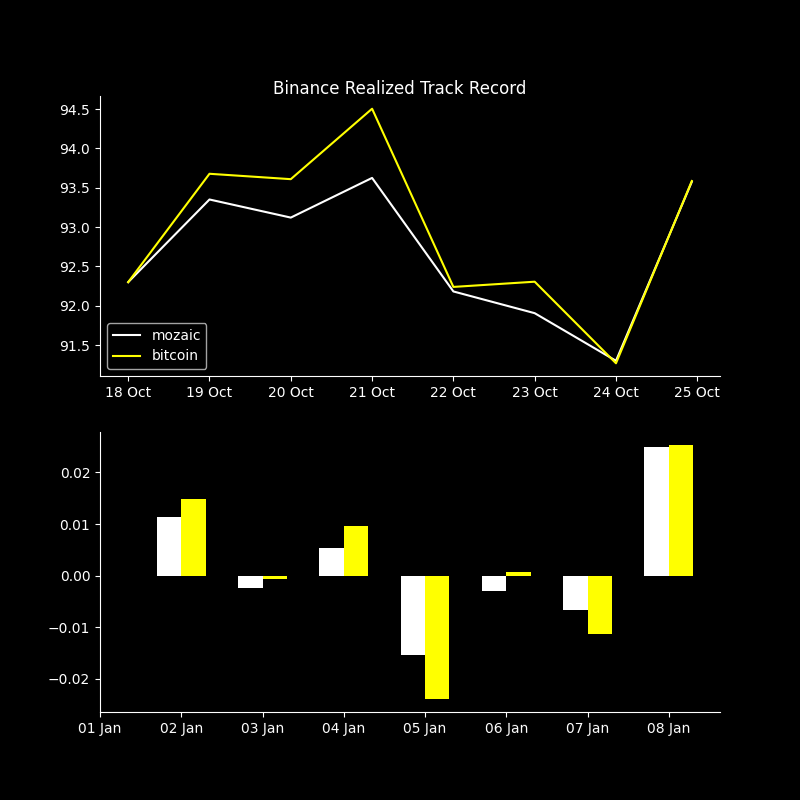 Binance Realized Track Record
94.5
94.0
93.5
93.0
92.5
92.0
91.5
mozaic
bitcoin
18 Oct 19 Oct 20 Oct 21 Oct 22 Oct 23 Oct 24 Oct 25 Oct
0.02
0.01
0.00
−0.01
−0.02
01 Jan 02 Jan 03 Jan 04 Jan 05 Jan 06 Jan 07 Jan 08 Jan